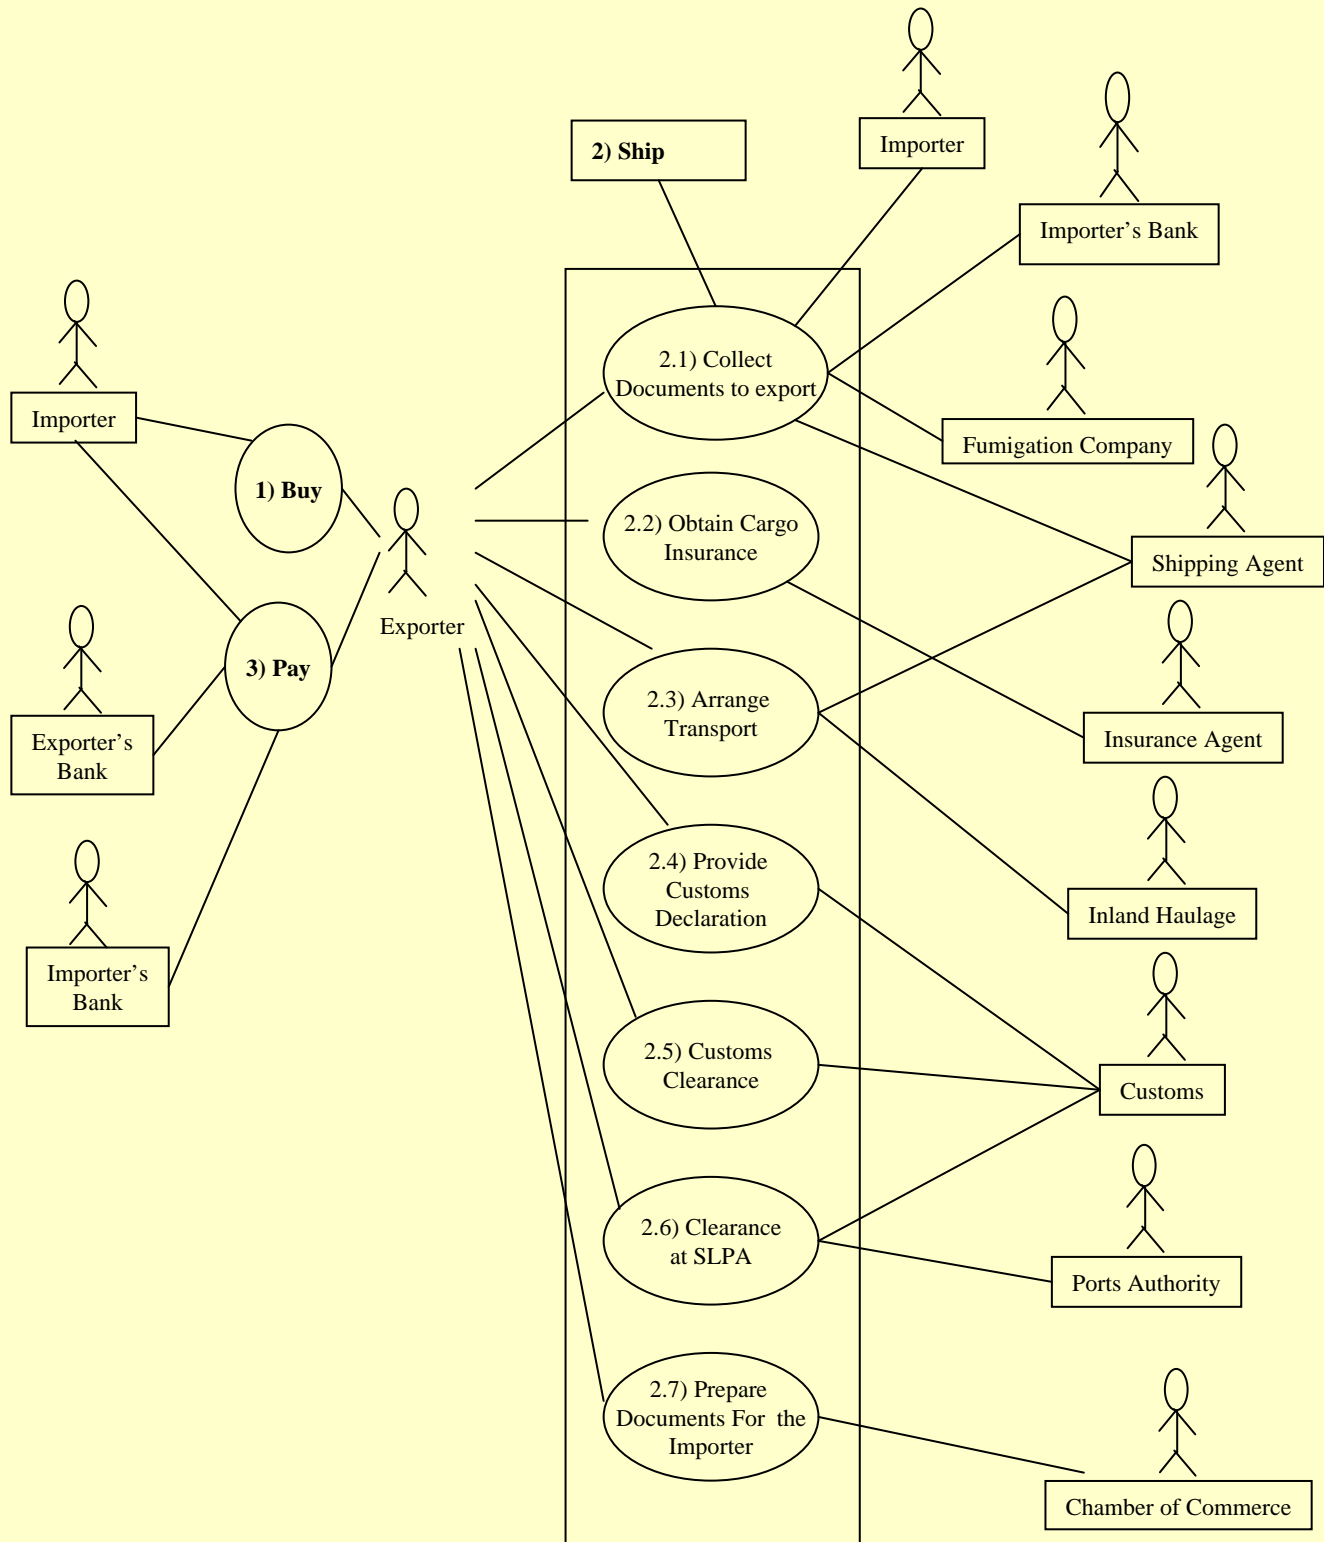 2) Ship
Importer
Importer’s Bank
2.1) Collect
Documents to export
Importer
Fumigation Company
1) Buy
2.2) Obtain Cargo
Insurance
Shipping Agent
Exporter
3) Pay
2.3) Arrange
Transport
Exporter’s
Bank
Insurance Agent
2.4) Provide
Customs
Declaration
Inland Haulage
Importer’s
Bank
2.5) Customs
Clearance
Customs
2.6) Clearance
at SLPA
Ports Authority
2.7) Prepare
Documents For the
Importer
Chamber of Commerce